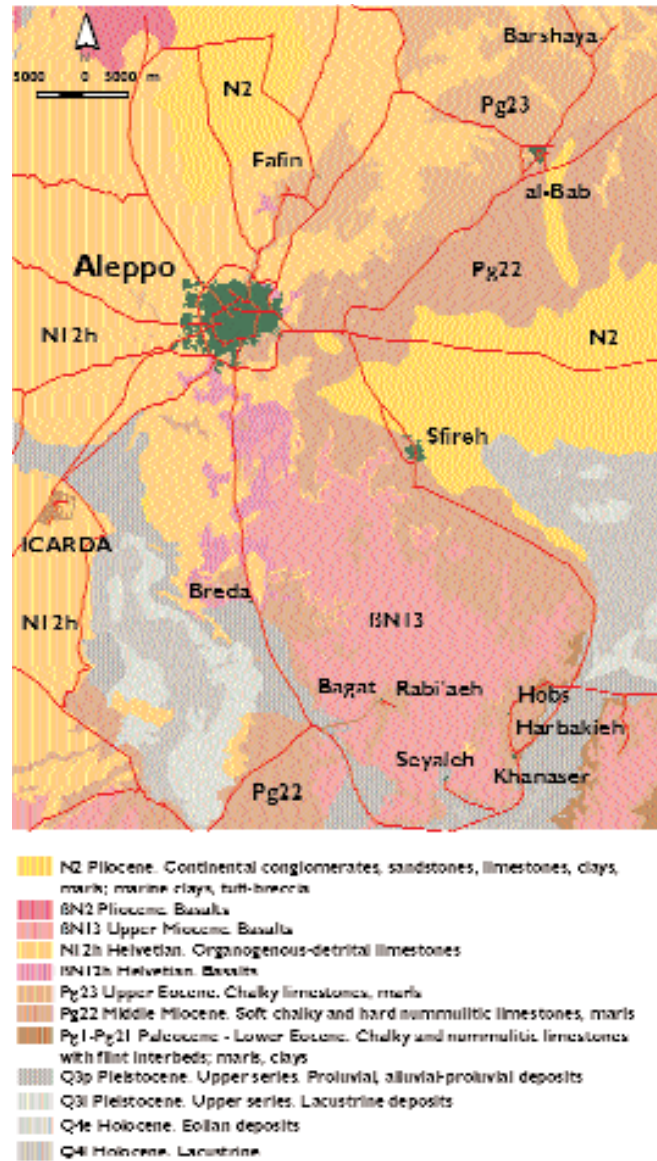 N
5000 0 5000 m
Barshaya
N2
Pg23
Fafin
al-Bab
Aleppo
Pg22
N12h
N2
Sfireh
ICARDA
Breda
N12h
ßN13
Bagat
Rabi'aeh
Hobs
Harbakieh
Seyaleh
Khanaser
Pg22
N2 Pliocene. Continental conglomerates, sandstones, limestones, clays,
marls; marine clays, tuff-breccia
ßN2 Pliocene. Basalts
ßN13 Upper Miocene. Basalts
N12h Helvetian. Organogenous-detrital limestones
ßN12h Helvetian. Basalts
Pg23 Upper Eocene. Chalky limestones, marls
Pg22 Middle Miocene. Soft chalky and hard nummulitic limestones, marls
Pg1-Pg21 Paleocene - Lower Eocene. Chalky and nummulitic limestones
with flint interbeds; marls, clays
Q3p Pleistocene. Upper series. Proluvial, alluvial-proluvial deposits
Q3l Pleistocene. Upper series. Lacustrine deposits
Q4e Holocene. Eolian deposits
Q4l Holocene. Lacustrine